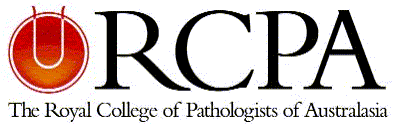 RCPA
The Royal College of Pathologists of Australasia